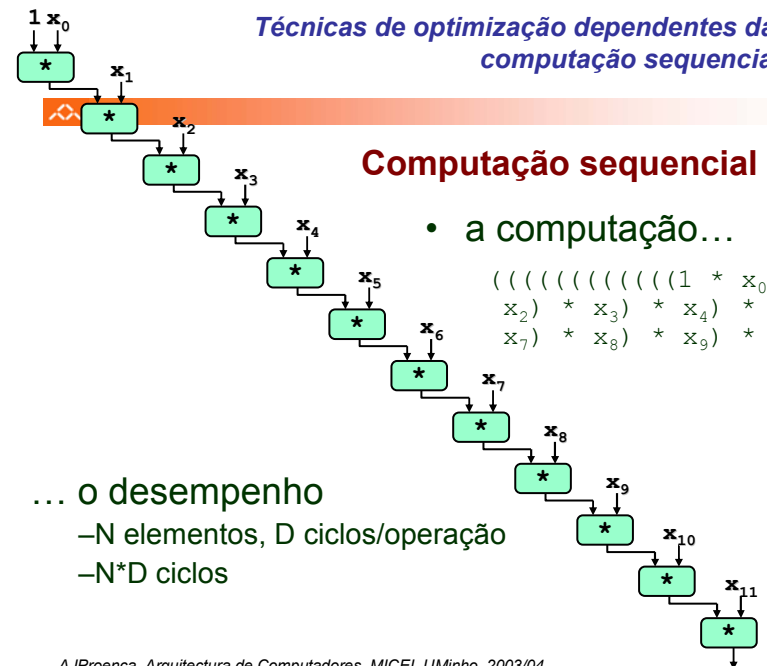 Técnicas de optimização dependentes da
computação sequencia
1 x₀
*
x₁
*
x₂
*
Computação sequencial
x₃
*
• a computação…
x₄
*
((((((((((((1 * x₀
x₂) * x₃) * x₄) *
x₇) * x₈) * x₉) *
x₅
*
x₆
*
x₇
*
x₈
*
… o desempenho
–N elementos, D ciclos/operação
–N*D ciclos
x₉
*
x₁₀
*
x₁₁
*
AJProença, Arquitectura de Computadores, MICEI, UMinho, 2003/04